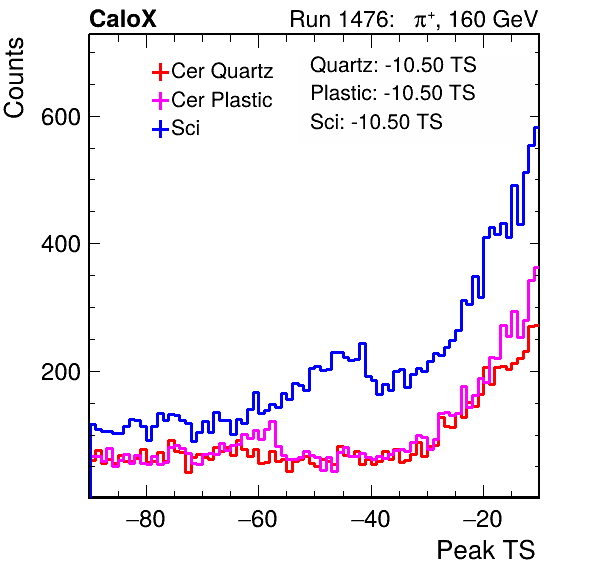 CaloX Run 1476: π⁺, 160 GeV
Counts
Cer Quartz
Cer Plastic
Sci
Quartz: -10.50 TS
Plastic: -10.50 TS
Sci: -10.50 TS
600
400
200
−80 −60 −40 −20
Peak TS